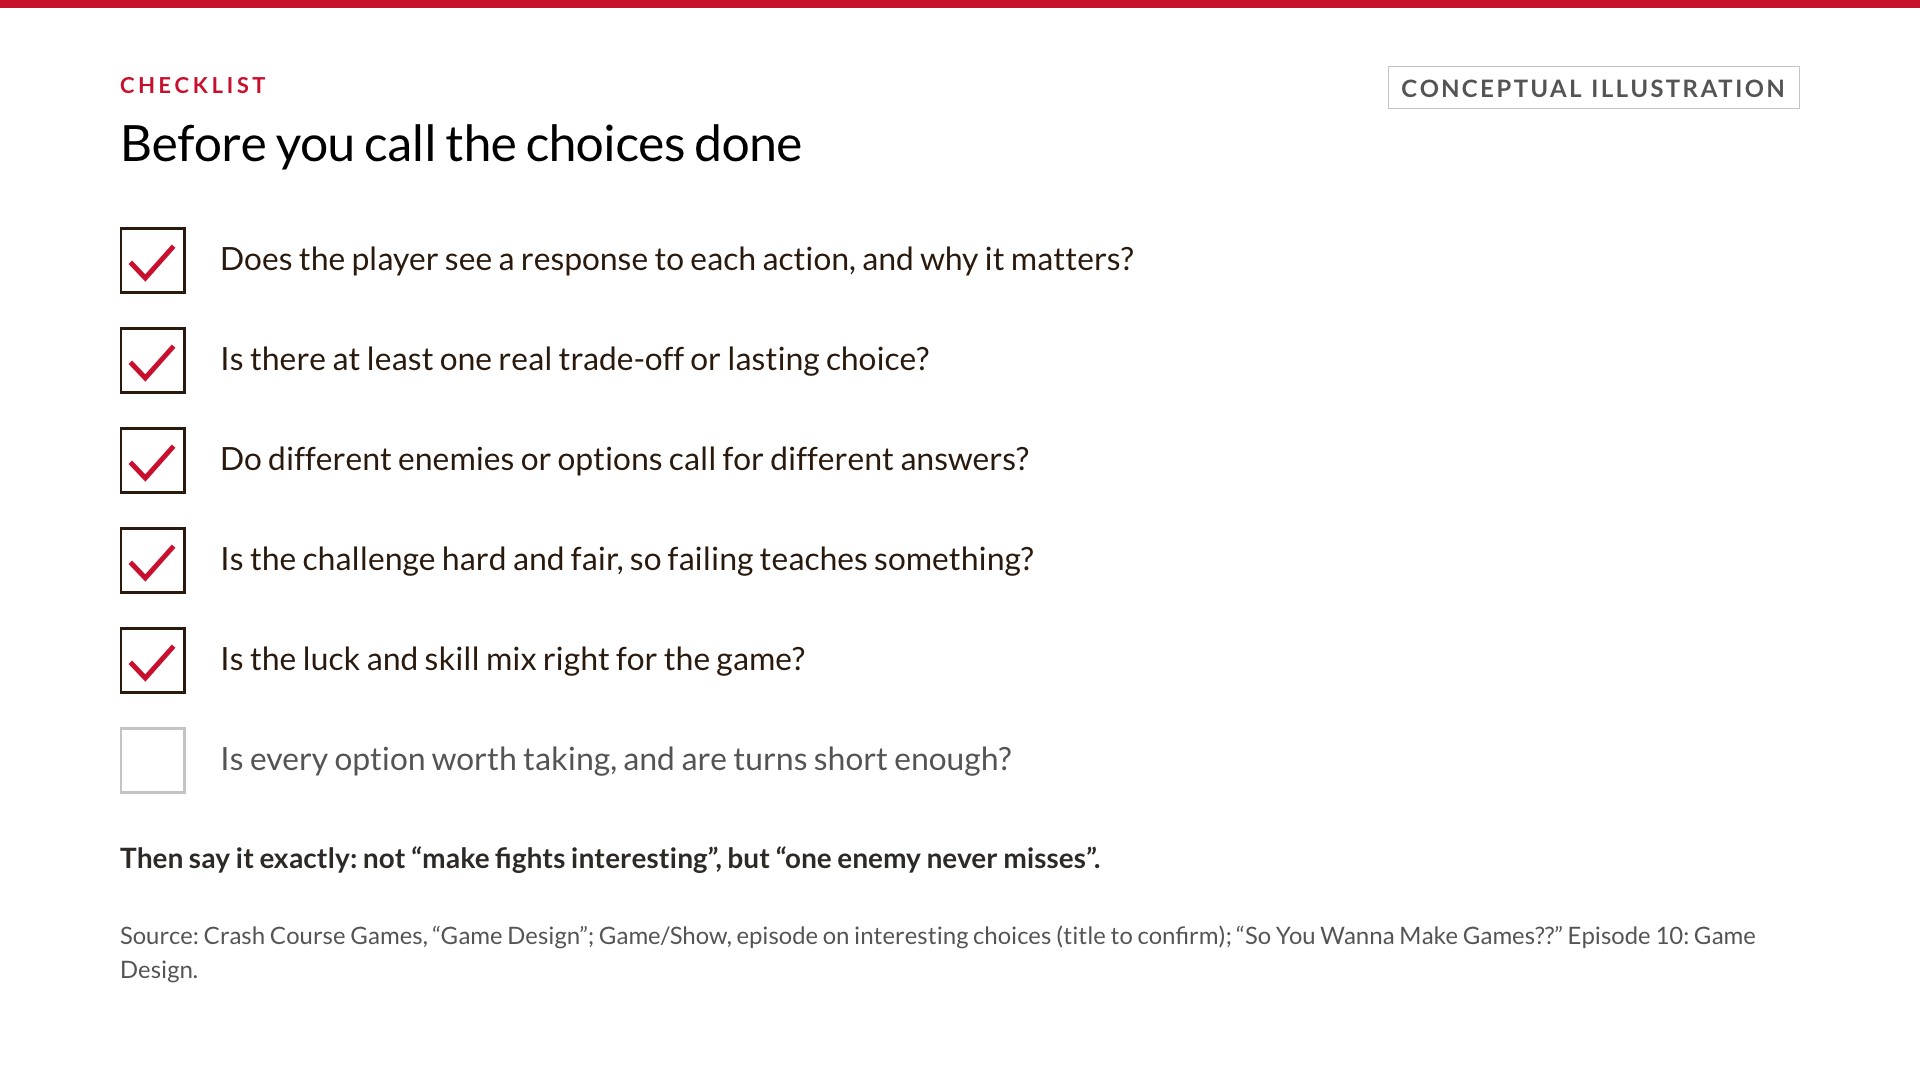 CHECKLIST
CONCEPTUAL ILLUSTRATION
Before you call the choices done
Does the player see a response to each action, and why it matters?
Is there at least one real trade-off or lasting choice?
Do different enemies or options call for different answers?
Is the challenge hard and fair, so failing teaches something?
Is the luck and skill mix right for the game?
Is every option worth taking, and are turns short enough?
Then say it exactly: not “make fights interesting”, but “one enemy never misses”.
Source: Crash Course Games, “Game Design”; Game/Show, episode on interesting choices (title to confirm); “So You Wanna Make Games??” Episode 10: Game
Design.